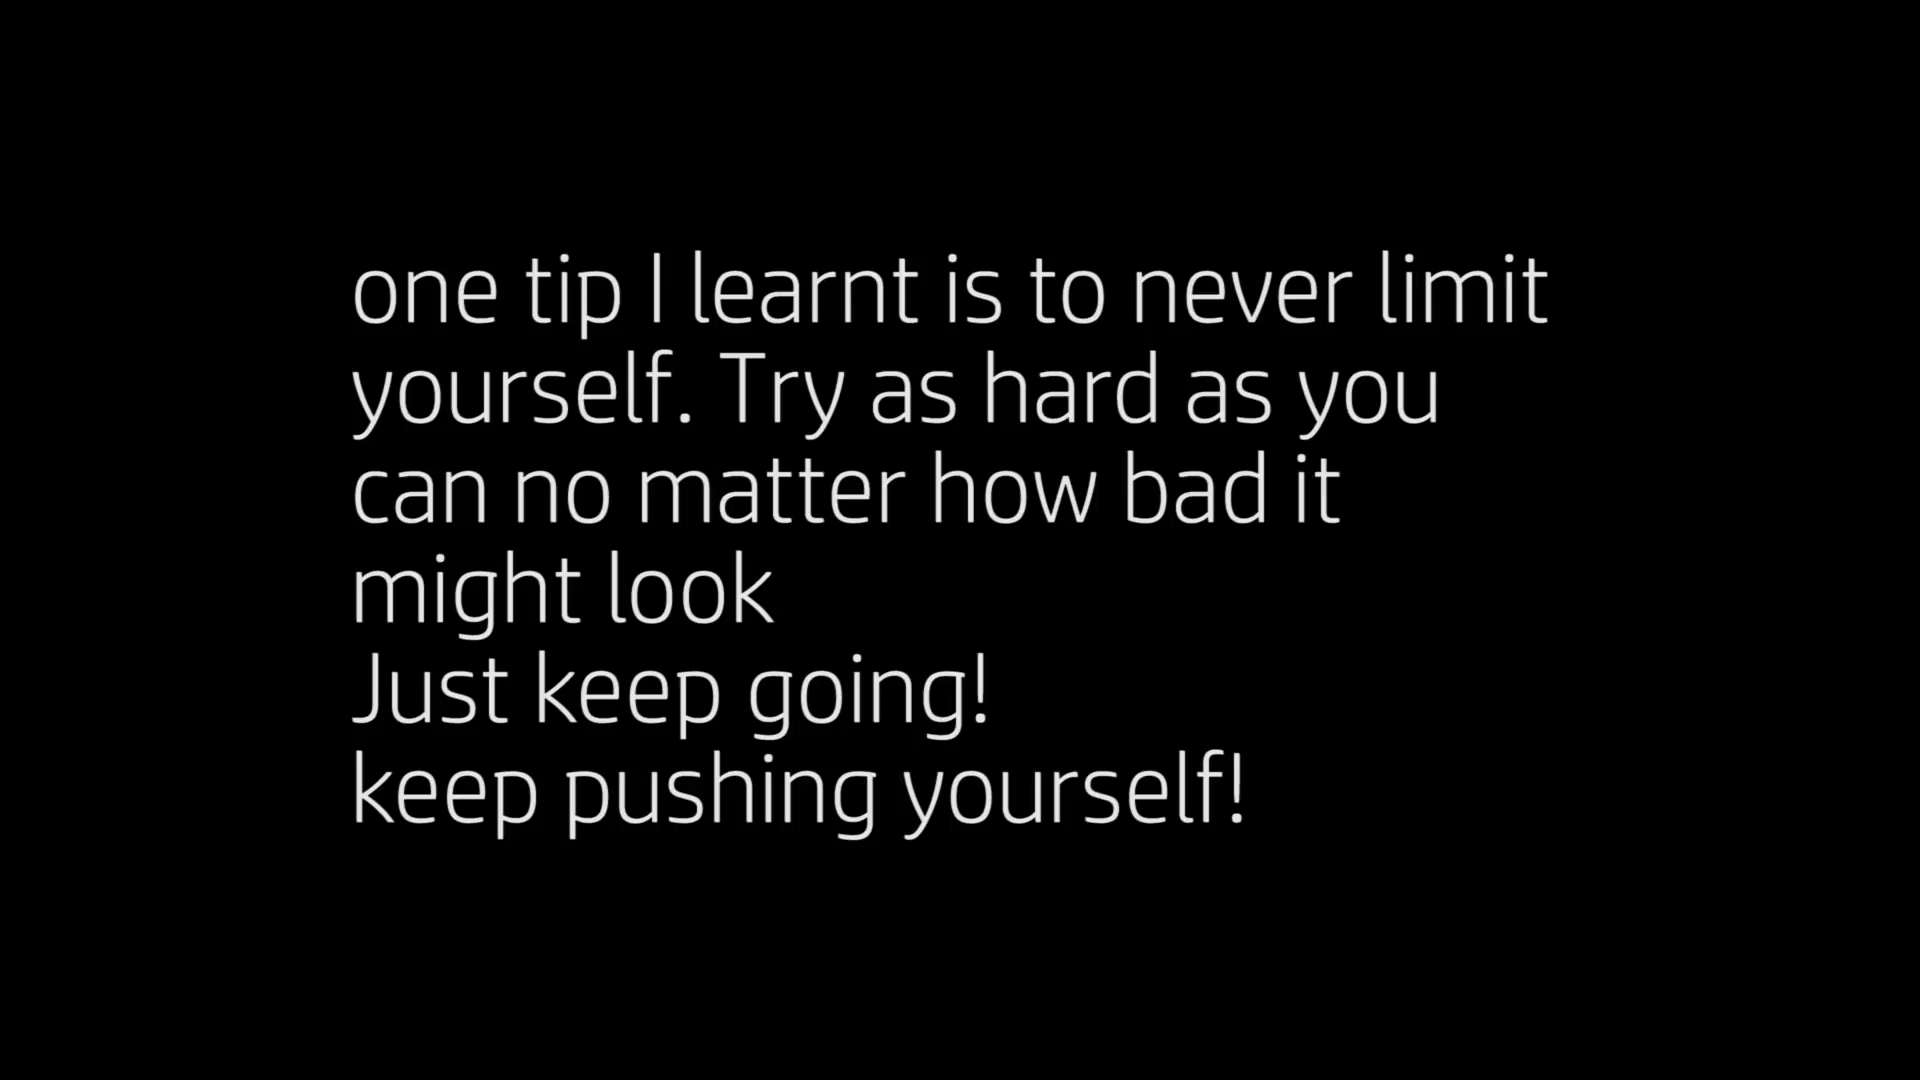 one tip I learnt is to never limit
yourself. Try as hard as you
can no matter how bad it
might look
Just keep going!
keep pushing yourself!